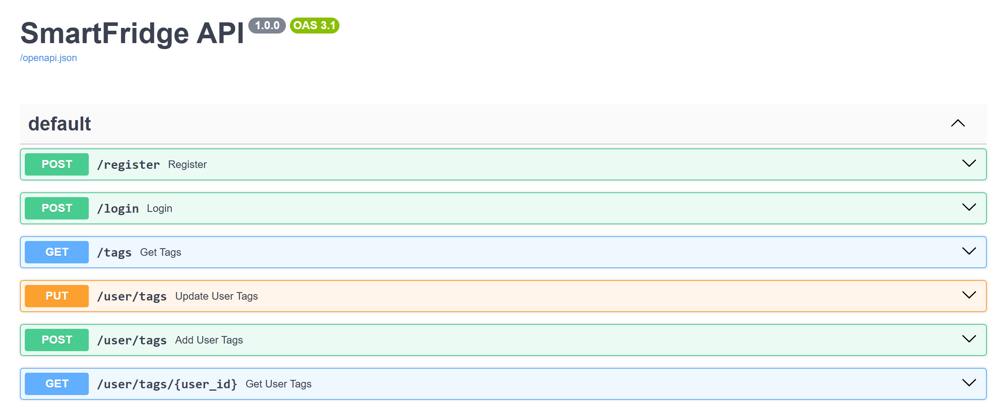 SmartFridge API 1.0.0 OAS 3.1
/openapi.json
default
POST /register Register
POST /login Login
GET /tags Get Tags
PUT /user/tags Update User Tags
POST /user/tags Add User Tags
GET /user/tags/{user_id} Get User Tags